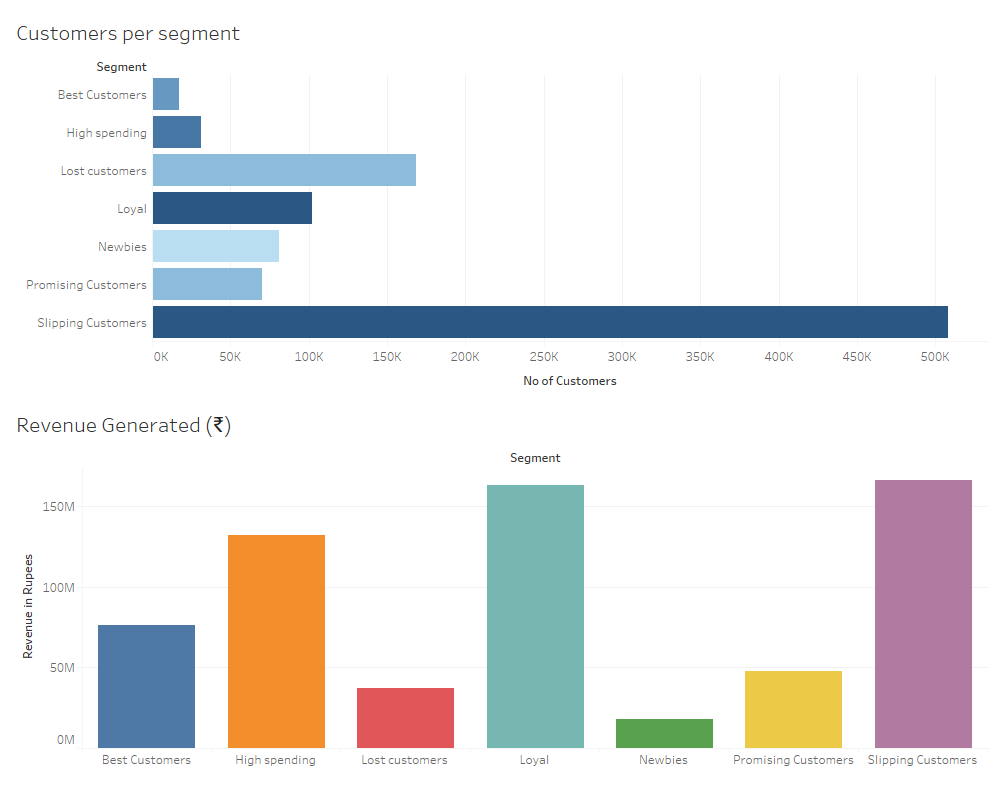 Customers per segment
Segment
Best Customers
High spending
Lost customers
Loyal
Newbies
Promising Customers
Slipping Customers
0K 50K 100K 150K 200K 250K 300K 350K 400K 450K 500K
No of Customers
Revenue Generated (₹)
Segment
150M
100M
50M
0M
Revenue in Rupees
Best Customers High spending Lost customers Loyal Newbies Promising Customers Slipping Customers